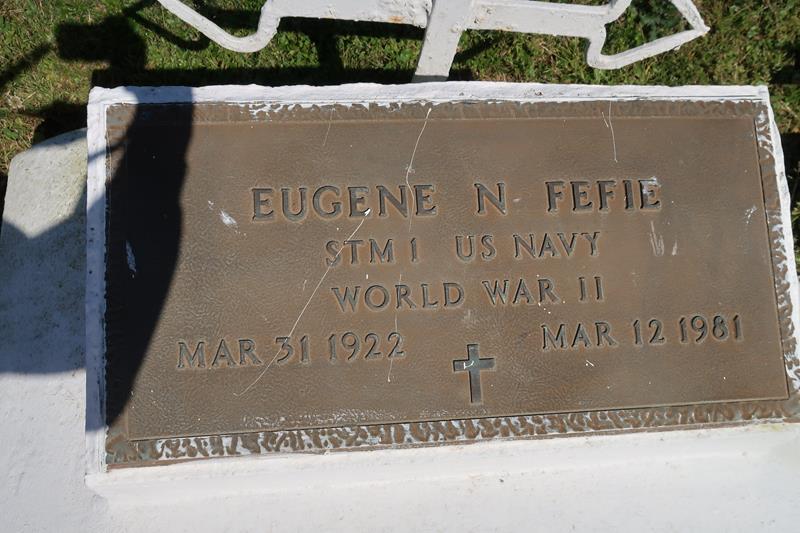 EUGENE N FEFIE
STM 1 US NAVY
WORLD WAR II
MAR 31 1922 MAR 12 1981